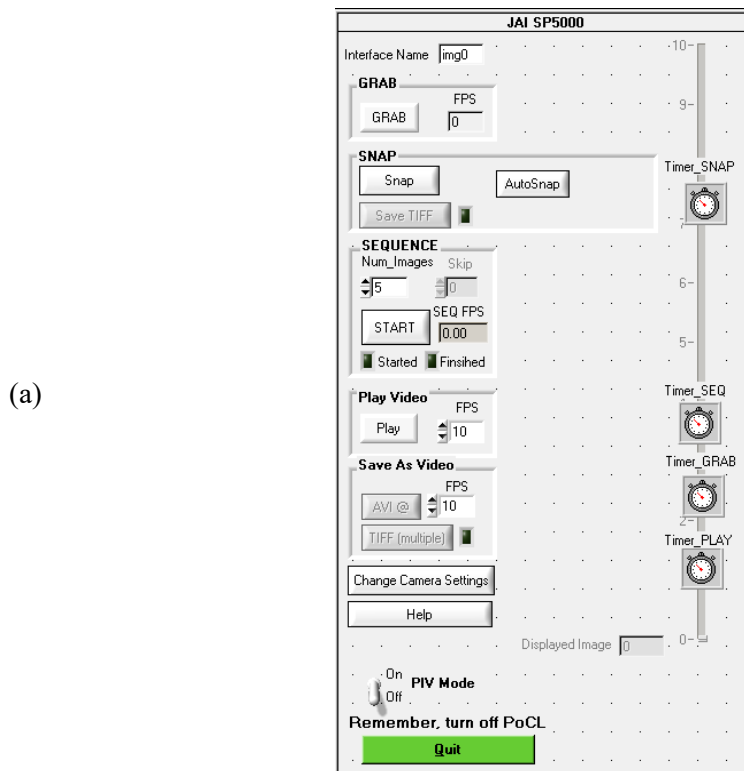 JAI SP5000
Interface Name img0
10
GRAB
FPS
9
GRAB 0
SNAP
Timer_SNAP
Snap AutoSnap
Save TIFF
7
SEQUENCE
Num_Images Skip
6
5 0
SEQ FPS
START 0.00
5
Started Finsihed
(a)
Play Video
Timer_SEQ
FPS
Play 10
Save As Video
Timer_GRAB
FPS
AVI @ 10
2
TIFF (multiple)
Timer_PLAY
Change Camera Settings
Help
Displayed Image 0
0
On
PIV Mode
Off
Remember, turn off PoCL
Quit